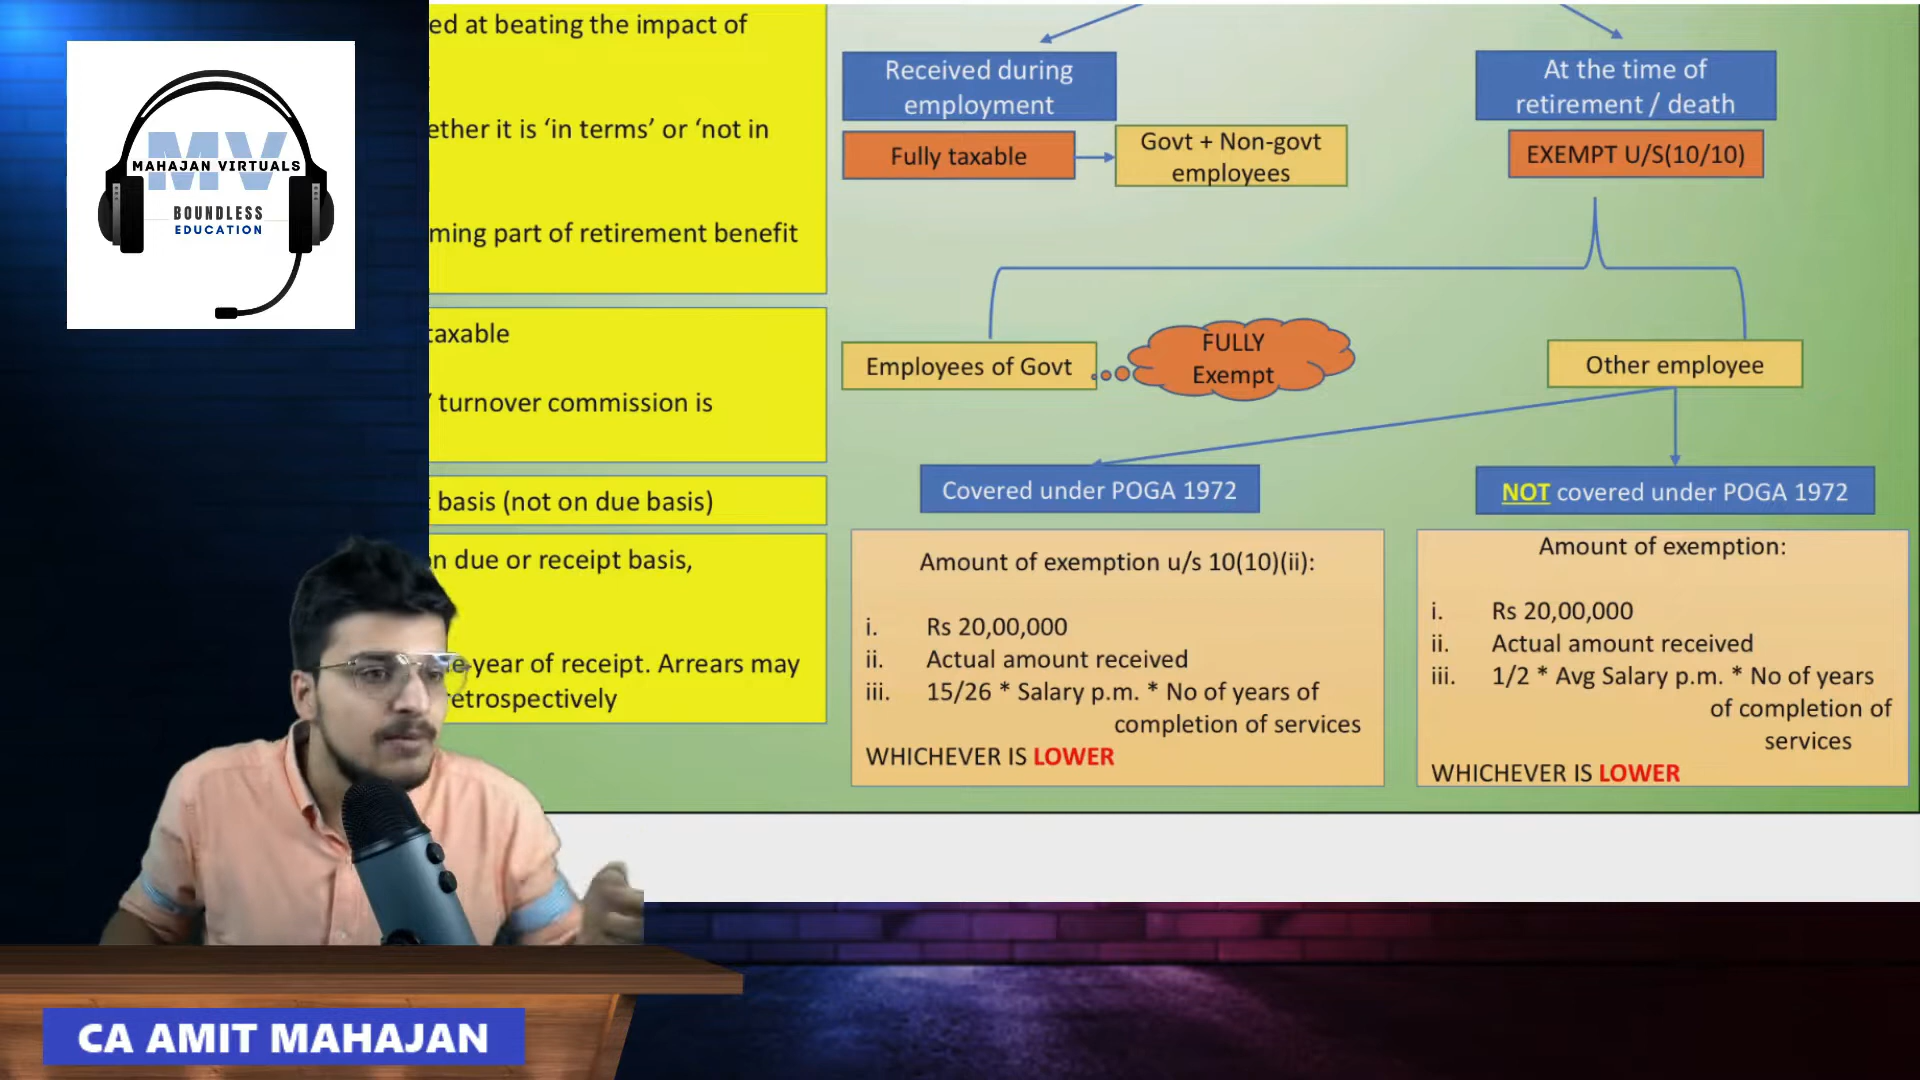 MV
MAHAJAN VIRTUALS
BOUNDLESS
EDUCATION
ed at beating the impact of
ether it is ‘in terms’ or ‘not in
ming part of retirement benefit
taxable
/ turnover commission is
basis (not on due basis)
n due or receipt basis,
e year of receipt. Arrears may
retrospectively
Received during
employment
Fully taxable
Govt + Non-govt
employees
At the time of
retirement / death
EXEMPT U/S(10/10)
Employees of Govt
FULLY
Exempt
Other employee
Covered under POGA 1972
NOT covered under POGA 1972
Amount of exemption u/s 10(10)(ii):
i. Rs 20,00,000
ii. Actual amount received
iii. 15/26 * Salary p.m. * No of years of
completion of services
WHICHEVER IS LOWER
Amount of exemption:
i. Rs 20,00,000
ii. Actual amount received
iii. 1/2 * Avg Salary p.m. * No of years
of completion of
services
WHICHEVER IS LOWER
CA AMIT MAHAJAN